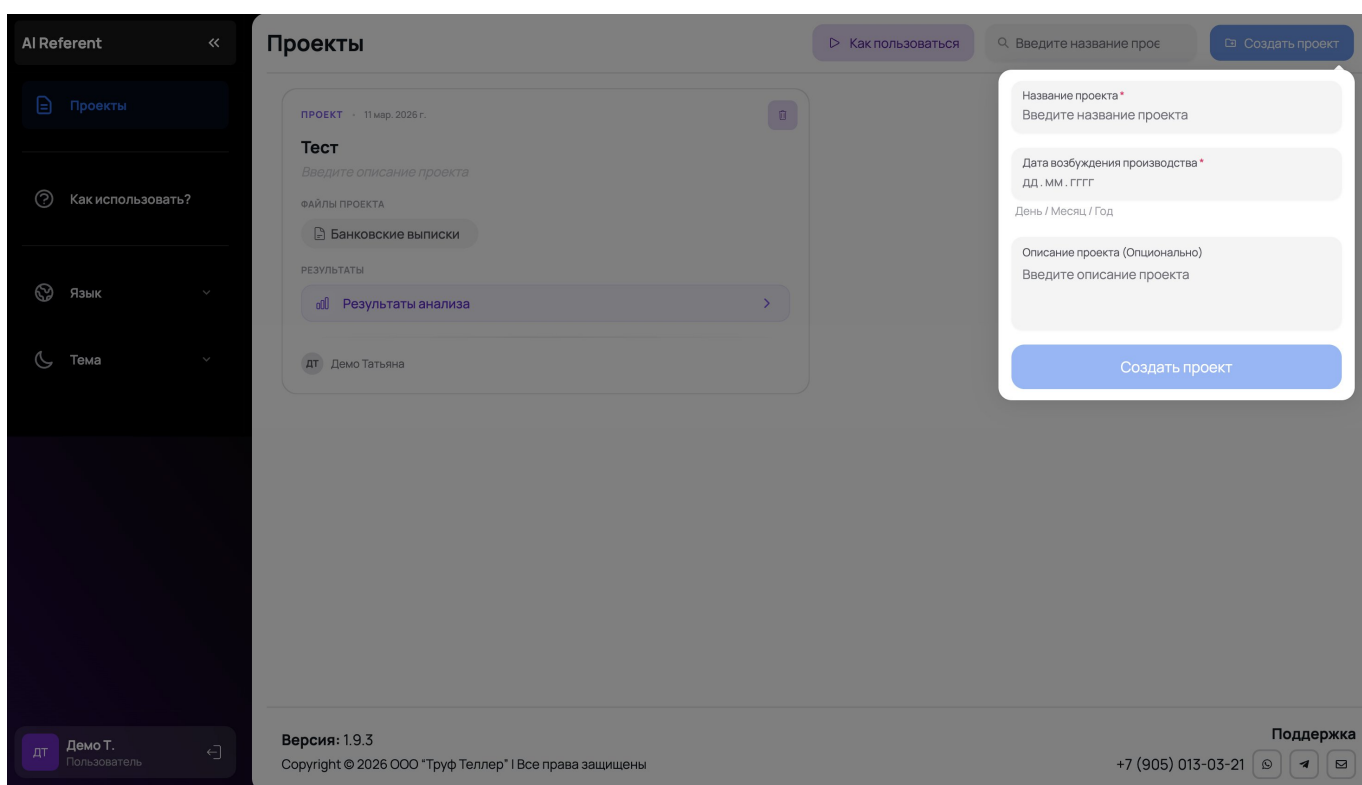 AI Referent
Проекты
Как использовать?
Язык
Тема
ДТ
Демо Т.
Пользователь
Проекты
Как пользоваться
Введите название прое
Создать проект
ПРОЕКТ · 11 мар. 2026 г.
Тест
Введите описание проекта
ФАЙЛЫ ПРОЕКТА
Банковские выписки
РЕЗУЛЬТАТЫ
Результаты анализа
ДТ Демо Татьяна
Название проекта*
Введите название проекта
Дата возбуждения производства*
дд.мм.гггг
День / Месяц / Год
Описание проекта (Опционально)
Введите описание проекта
Создать проект
Версия: 1.9.3
Copyright © 2026 ООО "Труф Теллер" | Все права защищены
Поддержка
+7 (905) 013-03-21